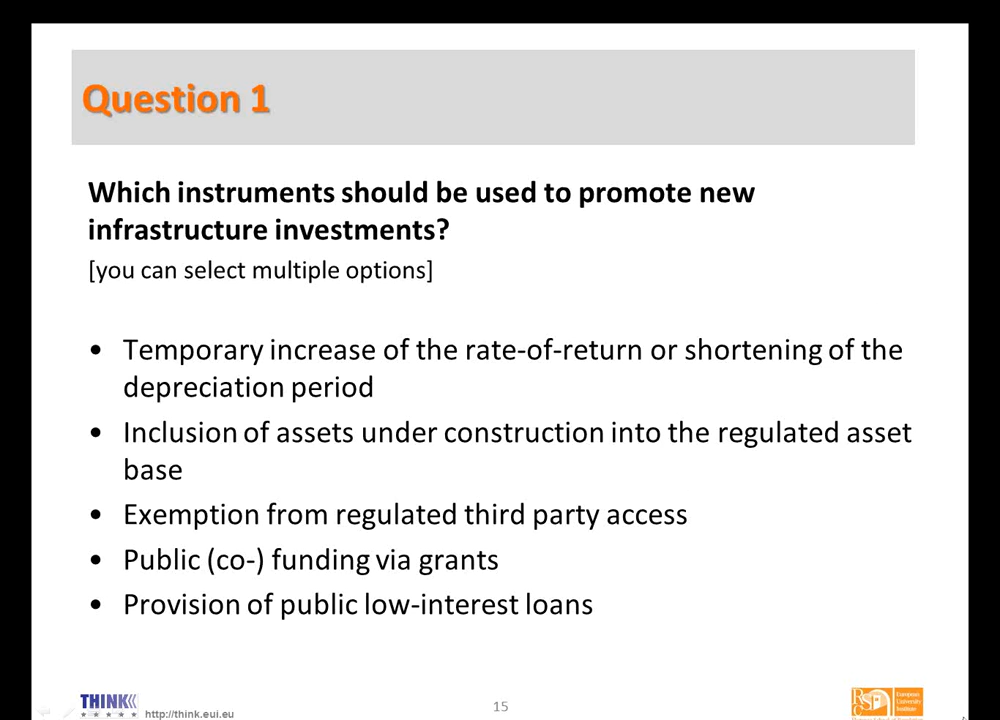 Question 1
Which instruments should be used to promote new
infrastructure investments?
[you can select multiple options]
• Temporary increase of the rate-of-return or shortening of the
depreciation period
• Inclusion of assets under construction into the regulated asset
base
• Exemption from regulated third party access
• Public (co-) funding via grants
• Provision of public low-interest loans
THINK
http://think.eui.eu
15
European
University
Institute